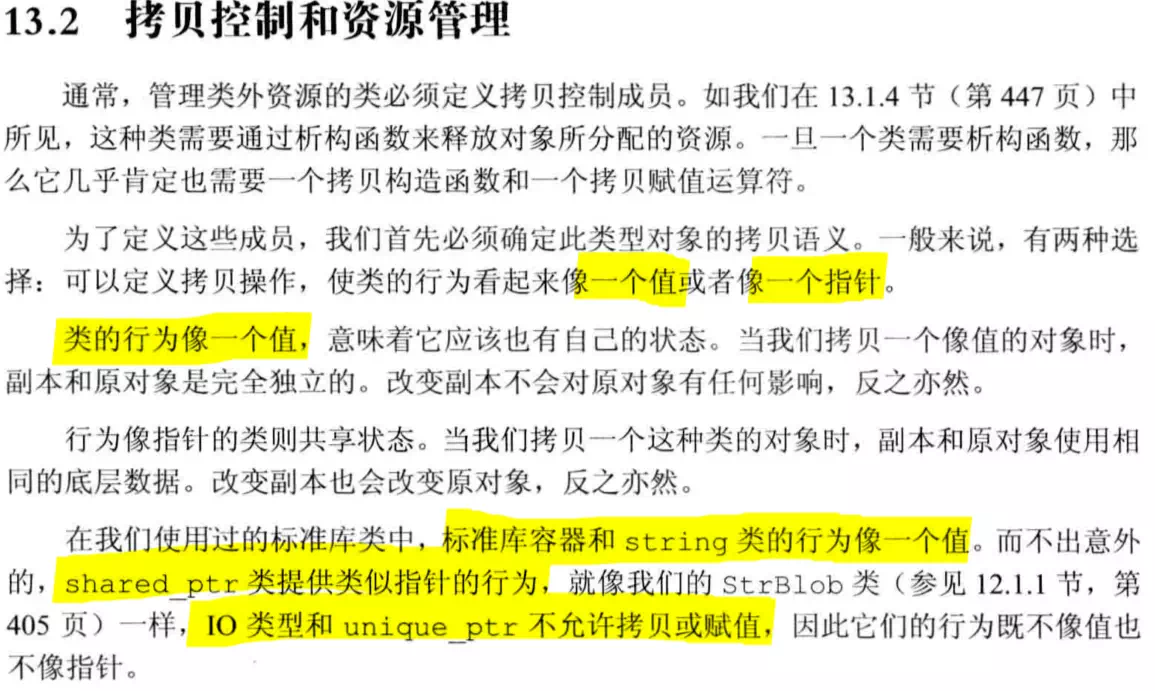 13.2 拷贝控制和资源管理
通常，管理类外资源的类必须定义拷贝控制成员。如我们在 13.1.4 节（第 447 页）中
所见，这种类需要通过析构函数来释放对象所分配的资源。一旦一个类需要析构函数，那
么它几乎肯定也需要一个拷贝构造函数和一个拷贝赋值运算符。
为了定义这些成员，我们首先必须确定此类型对象的拷贝语义。一般来说，有两种选
择：可以定义拷贝操作，使类的行为看起来像一个值或者像一个指针。
类的行为像一个值，意味着它应该也有自己的状态。当我们拷贝一个像值的对象时，
副本和原对象是完全独立的。改变副本不会对原对象有任何影响，反之亦然。
行为像指针的类则共享状态。当我们拷贝一个这种类的对象时，副本和原对象使用相
同的底层数据。改变副本也会改变原对象，反之亦然。
在我们使用过的标准库类中，标准库容器和 string 类的行为像一个值。而不出意外
的，shared_ptr 类提供类似指针的行为，就像我们的 StrBlob 类（参见 12.1.1 节，第
405 页）一样，IO 类型和 unique_ptr 不允许拷贝或赋值，因此它们的行为既不像值也
不像指针。